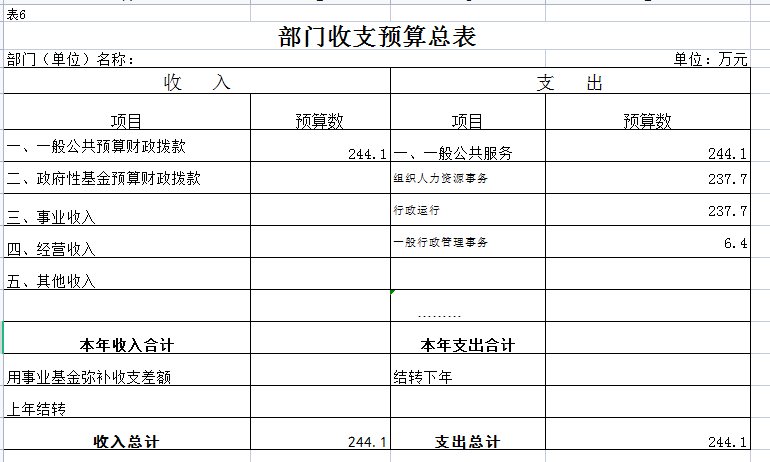 表6
部门收支预算总表
部门（单位）名称： 单位：万元
收 入 支 出
项目 预算数 项目 预算数
一、一般公共预算财政拨款 244.1 一、一般公共服务 244.1
二、政府性基金预算财政拨款 组织人力资源事务 237.7
三、事业收入 行政运行 237.7
四、经营收入 一般行政管理事务 6.4
五、其他收入
………
本年收入合计 本年支出合计
用事业基金弥补收支差额 结转下年
上年结转
收入总计 244.1 支出总计 244.1